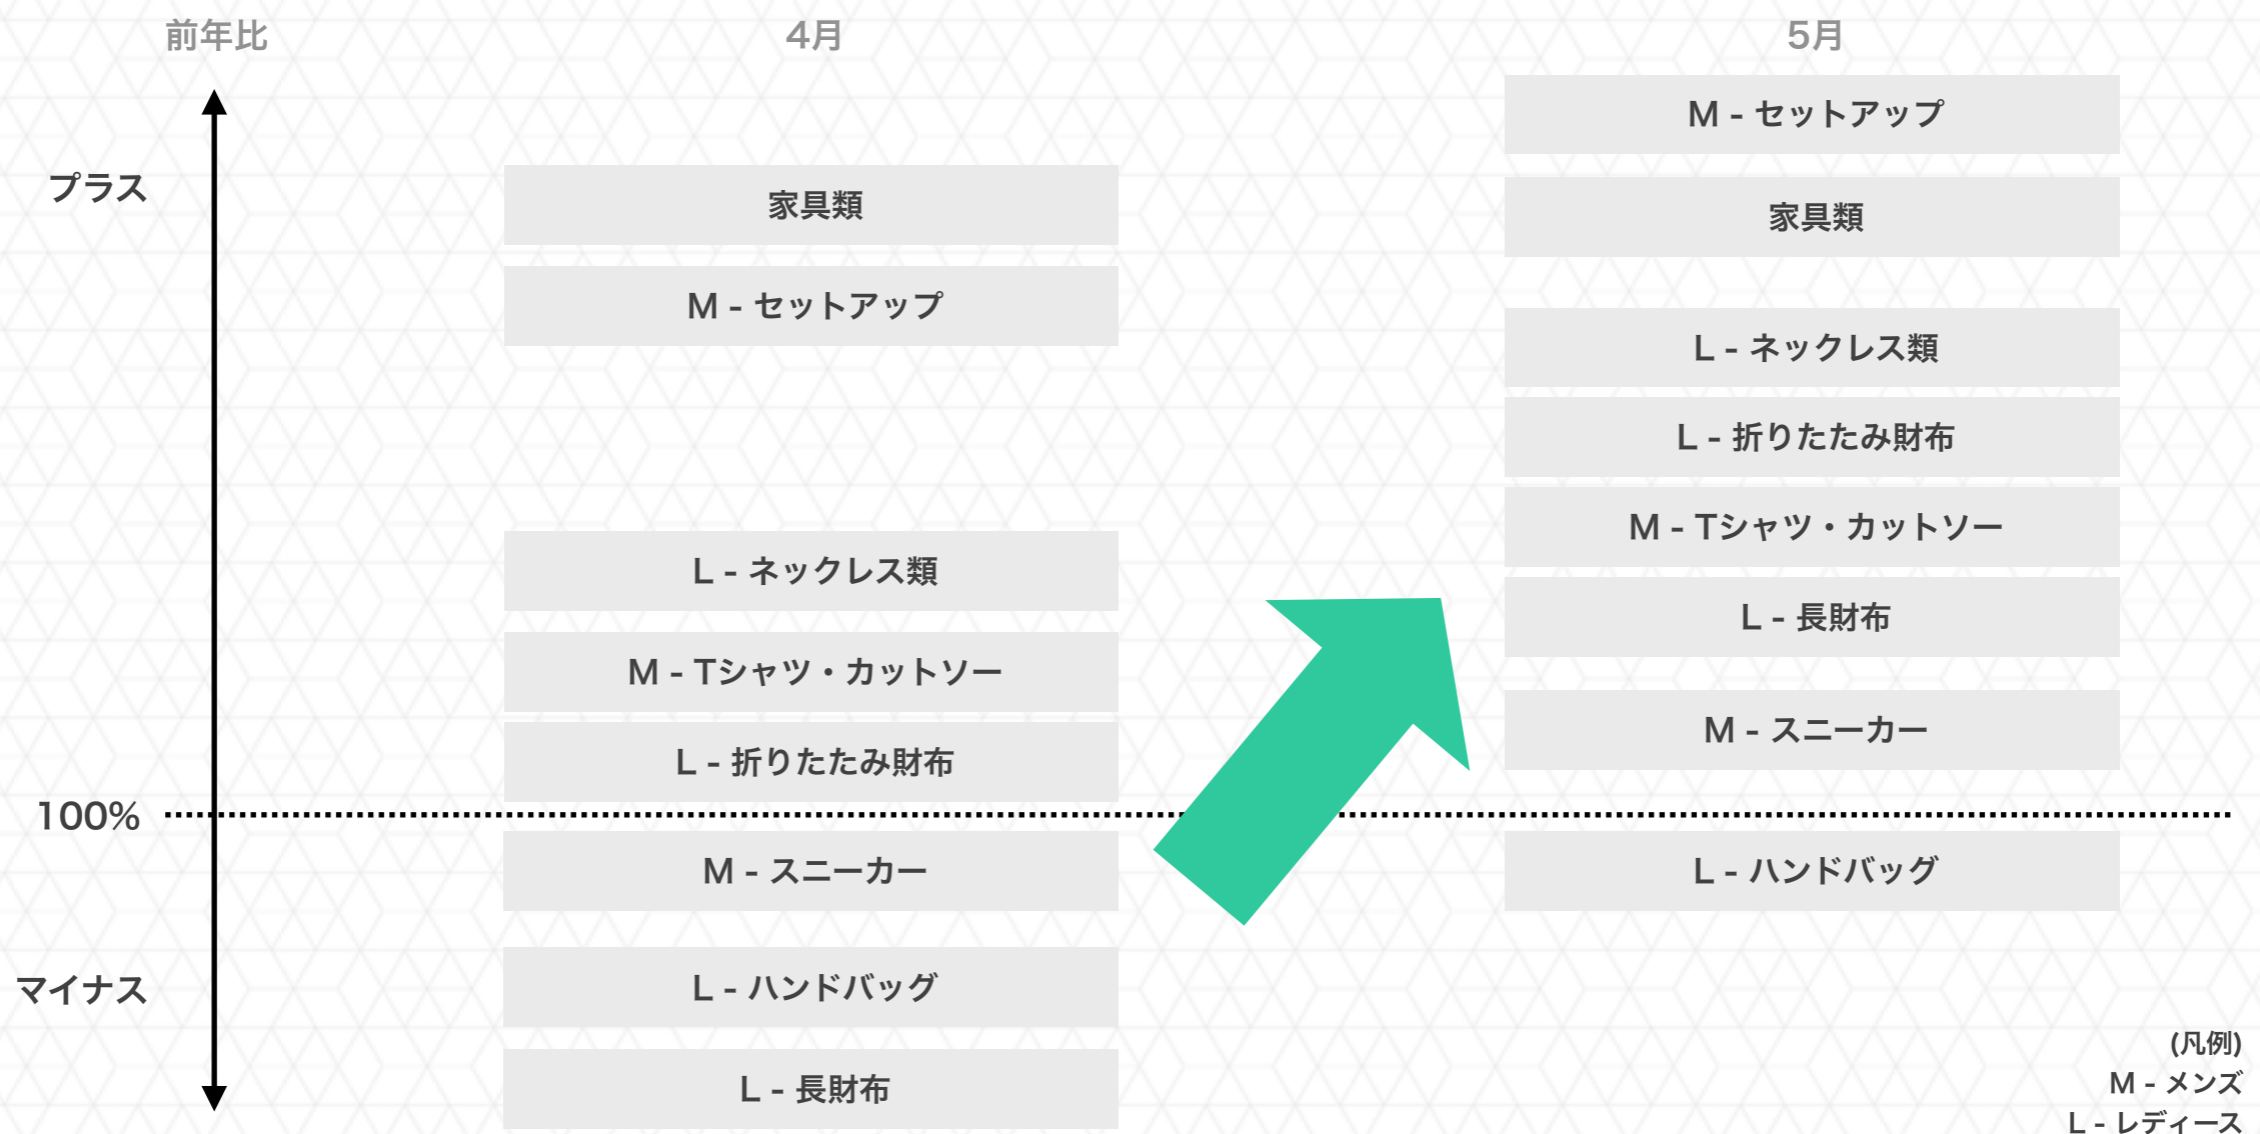 前年比
4月
5月
プラス
100%
マイナス
家具類
M - セットアップ
L - ネックレス類
M - Tシャツ・カットソー
L - 折りたたみ財布
M - スニーカー
L - ハンドバッグ
L - 長財布
M - セットアップ
家具類
L - ネックレス類
L - 折りたたみ財布
M - Tシャツ・カットソー
L - 長財布
M - スニーカー
L - ハンドバッグ
(凡例)
M - メンズ
L - レディース